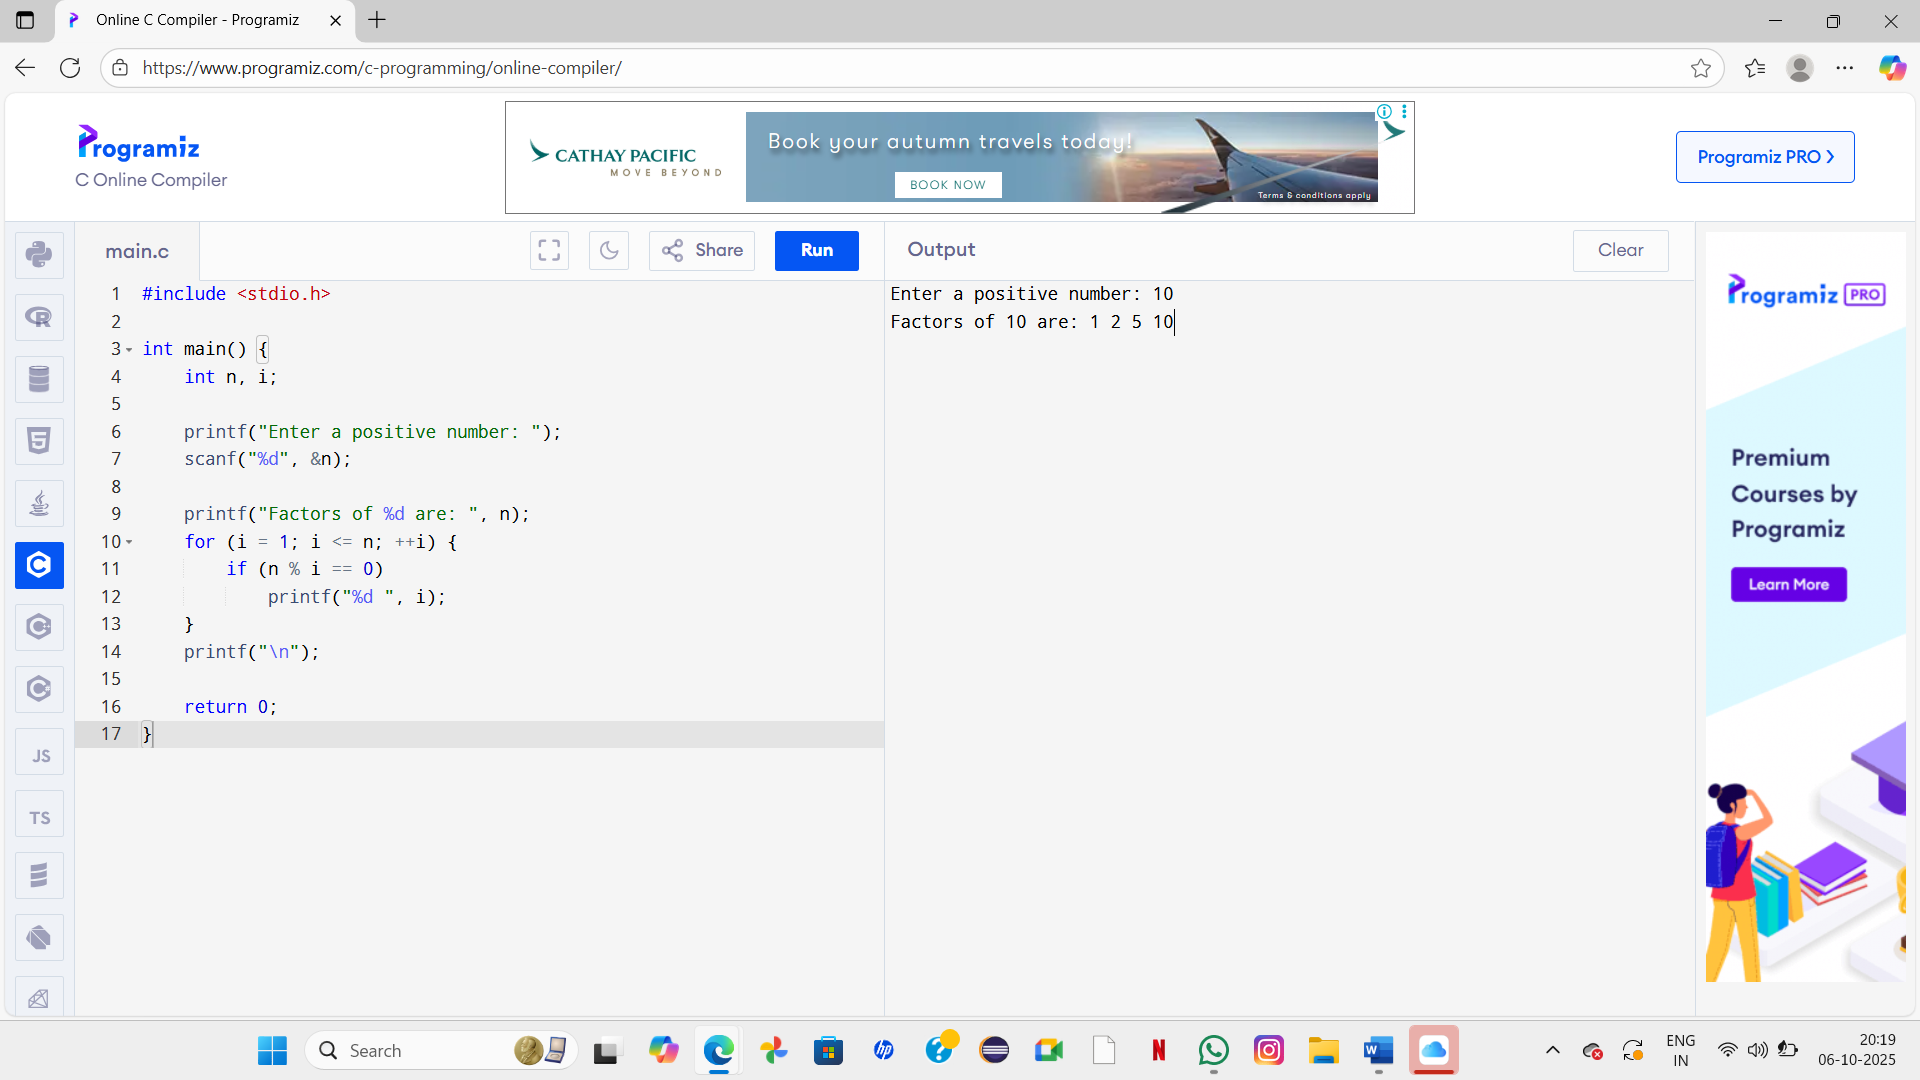 Online C Compiler - Programiz
https://www.programiz.com/c-programming/online-compiler/
Programiz
C Online Compiler
CATHAY PACIFIC
MOVE BEYOND
Book your autumn travels today!
BOOK NOW
Terms & conditions apply
Programiz PRO
main.c
Share
Run
Output
Clear
1 #include <stdio.h>
2
3 int main() {
4     int n, i;
5
6     printf("Enter a positive number: ");
7     scanf("%d", &n);
8
9     printf("Factors of %d are: ", n);
10     for (i = 1; i <= n; ++i) {
11         if (n % i == 0)
12             printf("%d ", i);
13     }
14     printf("\n");
15
16     return 0;
17 }
Enter a positive number: 10
Factors of 10 are: 1 2 5 10
JS
TS
Programiz PRO
Premium
Courses by
Programiz
Learn More
Search
hp
N
W
ENG
IN
20:19
06-10-2025